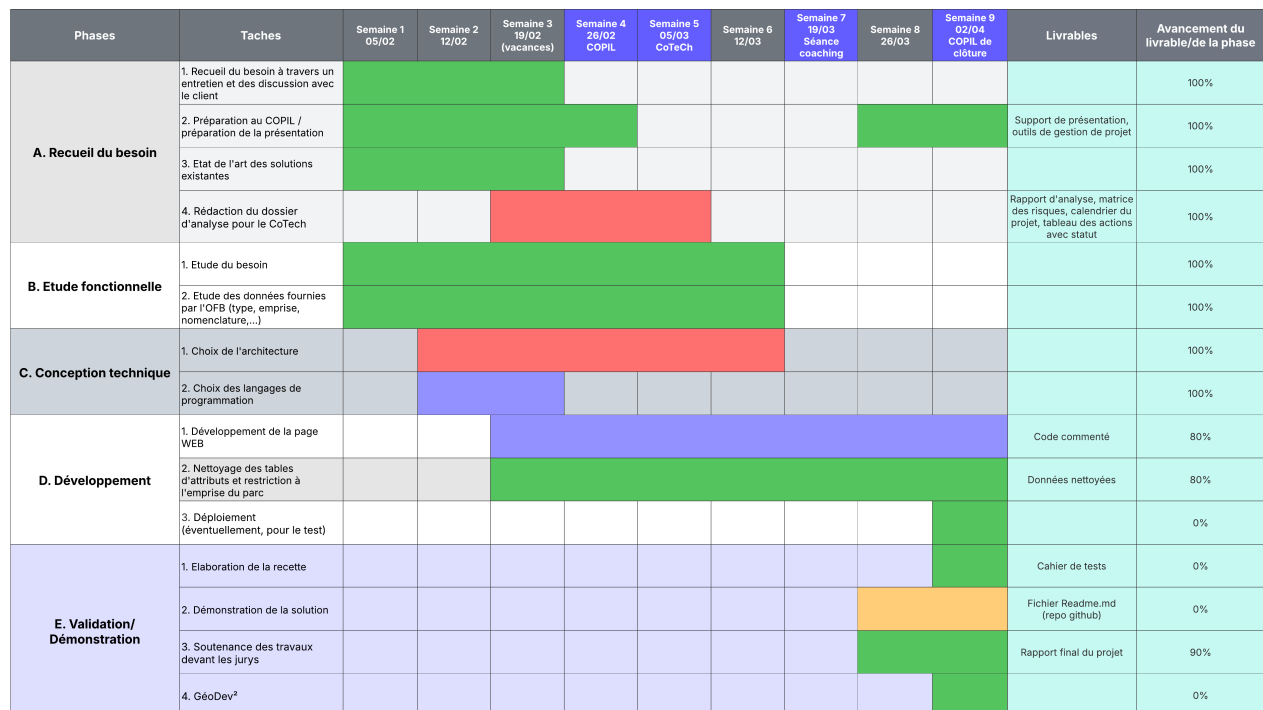 Phases
Taches
Semaine 1
05/02
Semaine 2
12/02
Semaine 3
19/02
(vacances)
Semaine 4
26/02
COPIL
Semaine 5
05/03
CoTeCh
Semaine 6
12/03
Semaine 7
19/03
Séance
coaching
Semaine 8
26/03
Semaine 9
02/04
COPIL de
clôture
Livrables
Avancement du
livrable/de la phase
A. Recueil du besoin
1. Recueil du besoin à travers un
entretien et des discussion avec
le client
100%
2. Préparation au COPIL /
préparation de la présentation
Support de présentation,
outils de gestion de projet
100%
3. Etat de l'art des solutions
existantes
100%
4. Rédaction du dossier
d'analyse pour le CoTech
Rapport d'analyse, matrice
des risques, calendrier du
projet, tableau des actions
avec statut
100%
B. Etude fonctionnelle
1. Etude du besoin
100%
2. Etude des données fournies
par l'OFB (type, emprise,
nomenclature,...)
100%
C. Conception technique
1. Choix de l'architecture
100%
2. Choix des langages de
programmation
100%
D. Développement
1. Développement de la page
WEB
Code commenté
80%
2. Nettoyage des tables
d'attributs et restriction à
l'emprise du parc
Données nettoyées
80%
3. Déploiement
(éventuellement, pour le test)
0%
E. Validation/
Démonstration
1. Elaboration de la recette
Cahier de tests
0%
2. Démonstration de la solution
Fichier Readme.md
(repo github)
0%
3. Soutenance des travaux
devant les jurys
Rapport final du projet
90%
4. GéoDev²
0%